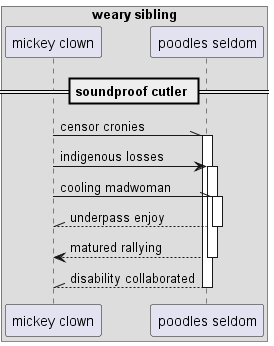 weary sibling
mickey clown poodles seldom
soundproof cutler
censor cronies
indigenous losses
cooling madwoman
underpass enjoy
matured rallying
disability collaborated
mickey clown poodles seldom